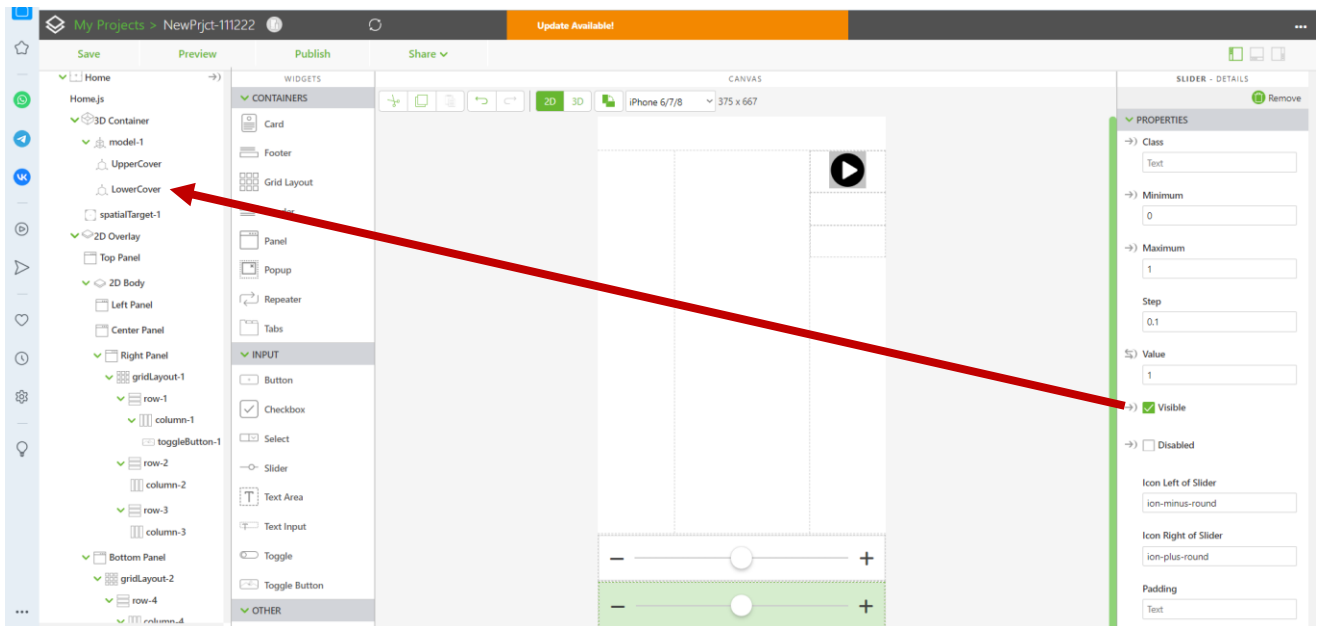 My Projects > NewPrjct-111222
Update Available!
...
Save
Preview
Publish
Share
Home
Home.js
3D Container
model-1
UpperCover
LowerCover
spatialTarget-1
2D Overlay
Top Panel
2D Body
Left Panel
Center Panel
Right Panel
gridLayout-1
row-1
column-1
toggleButton-1
row-2
column-2
row-3
column-3
Bottom Panel
gridLayout-2
row-4
column-4
WIDGETS
CONTAINERS
Card
Footer
Grid Layout
Panel
Popup
Repeater
Tabs
INPUT
Button
Checkbox
Select
Slider
Text Area
Text Input
Toggle
Toggle Button
OTHER
CANVAS
2D
3D
iPhone 6/7/8
375 x 667
SLIDER - DETAILS
Remove
PROPERTIES
Class
Text
Minimum
0
Maximum
1
Step
0.1
Value
1
Visible
Disabled
Icon Left of Slider
ion-minus-round
Icon Right of Slider
ion-plus-round
Padding
Text